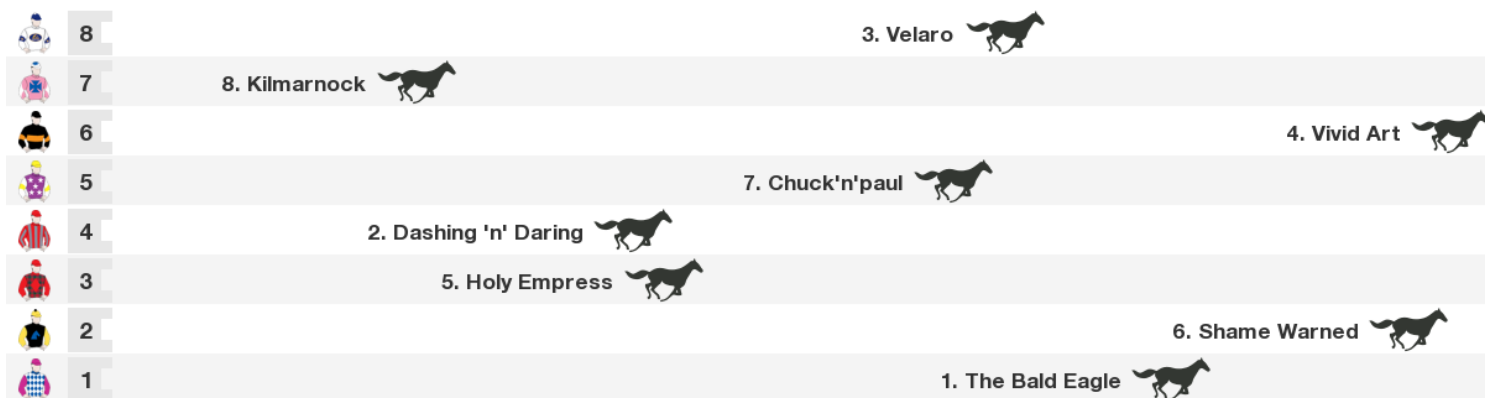 8 3. Velaro
7 8. Kilmarnock
6 4. Vivid Art
5 7. Chuck'n'paul
4 2. Dashing 'n' Daring
3 5. Holy Empress
2 6. Shame Warned
1 1. The Bald Eagle